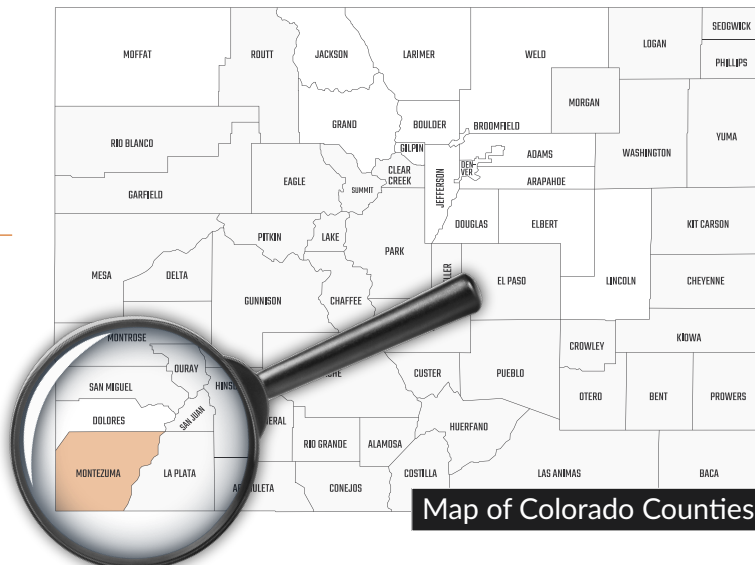 SEDGWICK
LOGAN
MOFFAT
ROUTT
JACKSON
LARIMER
WELD
PHILLIPS
MORGAN
GRAND
BOULDER
BROOMFIELD
YUMA
RIO BLANCO
GILPIN
ADAMS
WASHINGTON
DEN-
VER
CLEAR
CREEK
EAGLE
JEFFERSON
ARAPAHOE
SUMMIT
GARFIELD
DOUGLAS
ELBERT
KIT CARSON
PITKIN
LAKE
PARK
MESA
DELTA
EL PASO
LINCOLN
CHEYENNE
GUNNISON
CHAFFEE
MONTROSE
KIOWA
CROWLEY
OURAY
CUSTER
PUEBLO
SAN MIGUEL
OTERO
BENT
PROWERS
DOLORES
SAN JUAN
HUERFANO
RIO GRANDE
ALAMOSA
MONTEZUMA
LA PLATA
COSTILLA
LAS ANIMAS
BACA
CONEJOS
Map of Colorado Counties